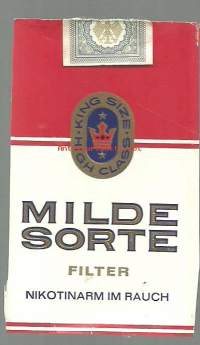 KING SIZE
HIGH CLASS
MILDE
SORTE
FILTER
NIKOTINARM IM RAUCH